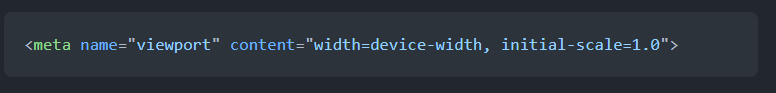 <meta name="viewport" content="width=device-width, initial-scale=1.0">